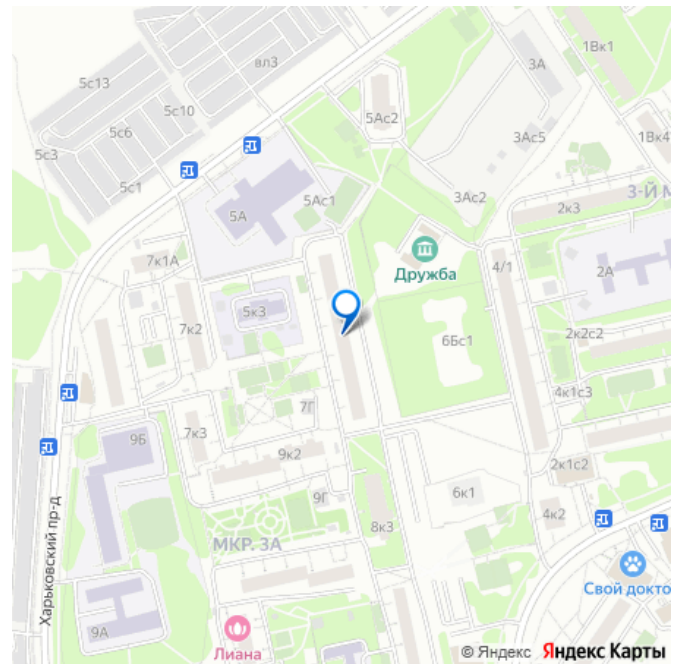 1Вк1
вл3
3А
5с13
5с10
5Ас2
5с6
3Ас5
1Вк4
5с3
5с1
3Ас2
3-Й М
5Ас1
5А
2к3
7к1А
Дружба
4/1
2А
5к3
7к2
6Бс1
2к2с2
4к1с3
7Г
7к3
9Б
9к2
2к1с2
6к1
9Г
4к2
8к3
МКР. 3А
Харьковский пр-д
Свой докто
9А
Лиана
© Яндекс Яндекс Карты